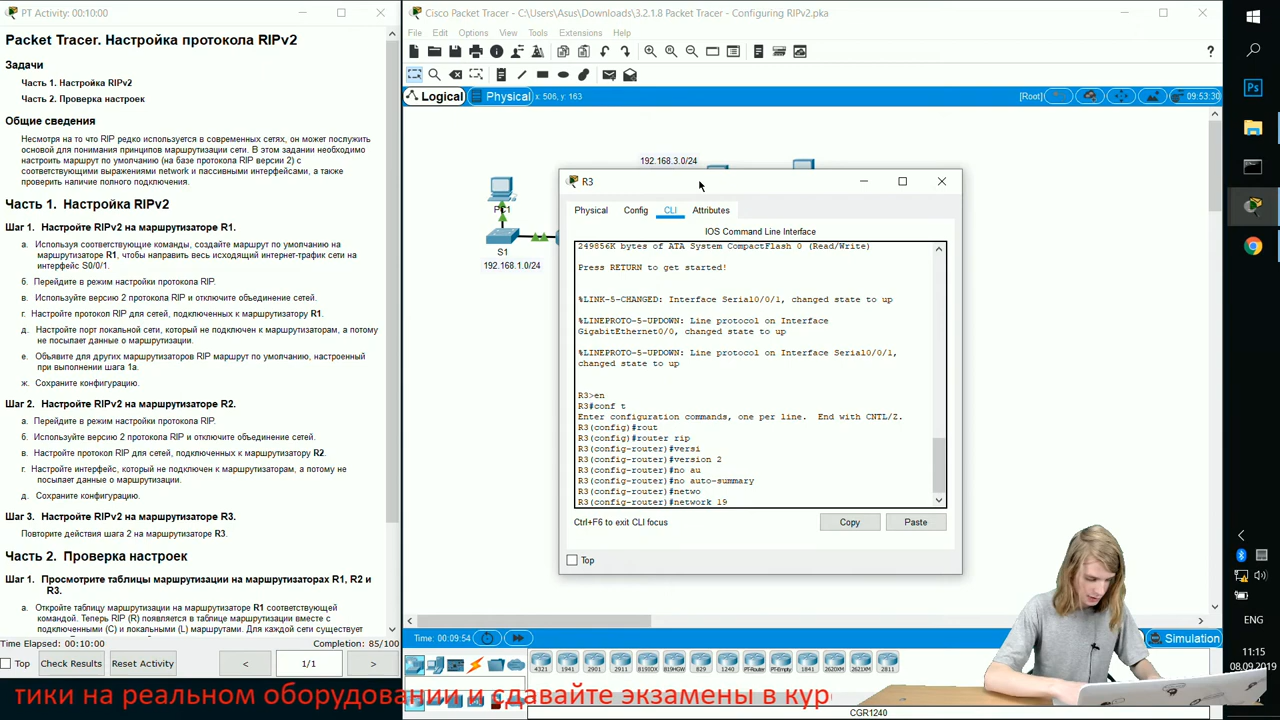 PT Activity: 00:10:00
Packet Tracer. Настройка протокола RIPv2
Задачи
Часть 1. Настройка RIPv2
Часть 2. Проверка настроек
Общие сведения
Несмотря на то что RIP редко используется в современных сетях, он может послужить
основой для понимания принципов маршрутизации сети. В этом задании необходимо
настроить маршрут по умолчанию (на базе протокола RIP версии 2) с
соответствующими выражениями network и пассивными интерфейсами, а также
проверить наличие полного подключения.
Часть 1. Настройка RIPv2
Шаг 1. Настройте RIPv2 на маршрутизаторе R1.
а. Используя соответствующие команды, создайте маршрут по умолчанию на
маршрутизаторе R1, чтобы направить весь исходящий интернет-трафик сети на
интерфейс S0/0/1.
б. Перейдите в режим настройки протокола RIP.
в. Используйте версию 2 протокола RIP и отключите объединение сетей.
г. Настройте протокол RIP для сетей, подключенных к маршрутизатору R1.
д. Настройте порт локальной сети, который не подключен к маршрутизаторам, а потому
не посылает данные о маршрутизации.
е. Объявите для других маршрутизаторов RIP маршрут по умолчанию, настроенный
при выполнении шага 1a.
ж. Сохраните конфигурацию.
Шаг 2. Настройте RIPv2 на маршрутизаторе R2.
а. Перейдите в режим настройки протокола RIP.
б. Используйте версию 2 протокола RIP и отключите объединение сетей.
в. Настройте протокол RIP для сетей, подключенных к маршрутизатору R2.
г. Настройте интерфейс, который не подключен к маршрутизаторам, а потому не
посылает данные о маршрутизации.
д. Сохраните конфигурацию.
Шаг 3. Настройте RIPv2 на маршрутизаторе R3.
Повторите действия шага 2 на маршрутизаторе R3.
Часть 2. Проверка настроек
Шаг 1. Просмотрите таблицы маршрутизации на маршрутизаторах R1, R2 и
R3.
а. Откройте таблицу маршрутизации на маршрутизаторе R1 соответствующей
командой. Теперь RIP (R) появляется в таблице маршрутизации вместе с
подключенными (C) и локальными (L) маршрутами. Для каждой сети существует
Time Elapsed: 00:10:00 Completion: 85/100
Top Check Results Reset Activity < 1/1 >
Cisco Packet Tracer - C:\Users\Asus\Downloads\3.2.1.8 Packet Tracer - Configuring RIPv2.pka
File Edit Options View Tools Extensions Help
Logical Physical x: 506, y: 163 [Root] 09:53:30
192.168.3.0/24
PC1
S1
192.168.1.0/24
R3
Physical Config CLI Attributes
IOS Command Line Interface
249856K bytes of ATA System CompactFlash 0 (Read/Write)
Press RETURN to get started!
%LINK-5-CHANGED: Interface Serial0/0/1, changed state to up
%LINEPROTO-5-UPDOWN: Line protocol on Interface
GigabitEthernet0/0, changed state to up
%LINEPROTO-5-UPDOWN: Line protocol on Interface Serial0/0/1,
changed state to up
R3>en
R3#conf t
Enter configuration commands, one per line. End with CNTL/Z.
R3(config)#rout
R3(config)#router rip
R3(config-router)#versi
R3(config-router)#version 2
R3(config-router)#no au
R3(config-router)#no auto-summary
R3(config-router)#netwo
R3(config-router)#network 19
Ctrl+F6 to exit CLI focus
Copy Paste
Top
Time: 00:09:54 Simulation
4321 1941 2901 2911 819IOX 819HGW 829 1240 PT-Router PT-Empty 1841 2620XM 2621XM 2811
CGR1240
Ps
ENG
11:15
08.09.2019
тики на реальном оборудовании и сдавайте экзамены в кур